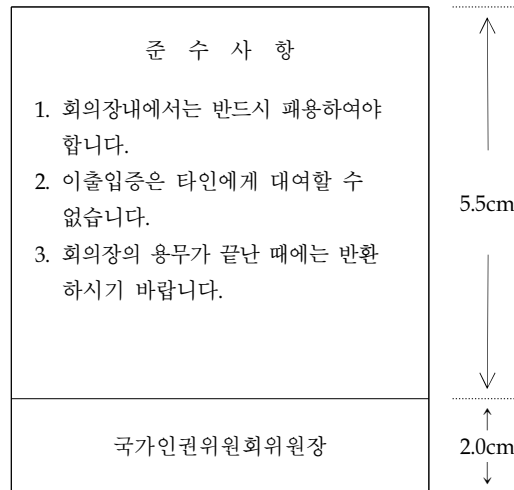 준 수 사 항
1. 회의장내에서는 반드시 패용하여야
합니다.
2. 이출입증은 타인에게 대여할 수
없습니다.
3. 회의장의 용무가 끝난 때에는 반환
하시기 바랍니다.
5.5cm
국가인권위원회위원장
2.0cm